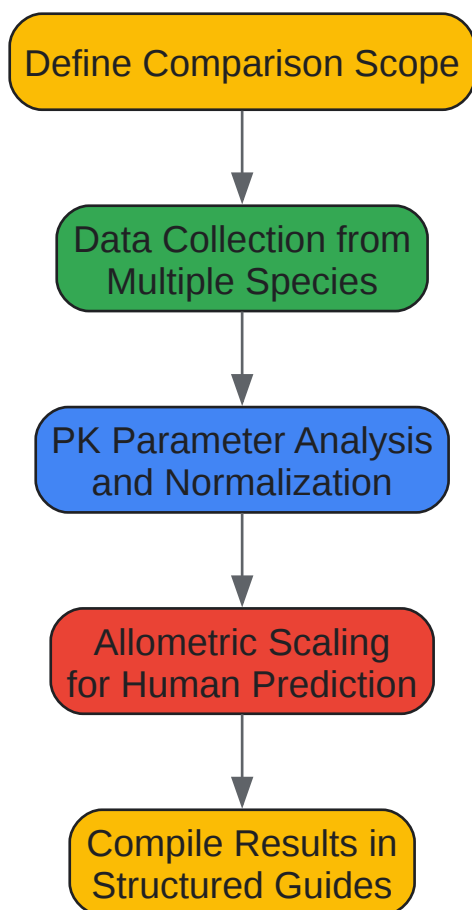 Define Comparison Scope
Data Collection from
Multiple Species
PK Parameter Analysis
and Normalization
Allometric Scaling
for Human Prediction
Compile Results in
Structured Guides